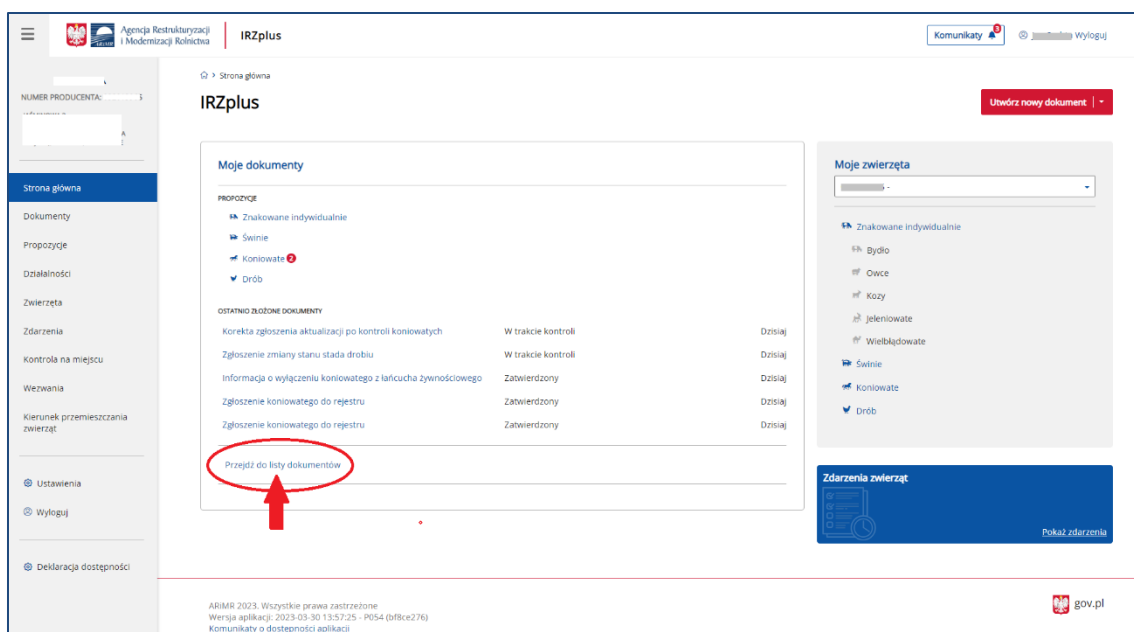 Agencja Restrukturyzacji
i Modernizacji Rolnictwa
IRZplus
Komunikaty 3
Wyloguj
NUMER PRODUCENTA:
Strona główna
Dokumenty
Propozycje
Działalności
Zwierzęta
Zdarzenia
Kontrola na miejscu
Wezwania
Kierunek przemieszczania
zwierząt
Ustawienia
Wyloguj
Deklaracja dostępności
> Strona główna
IRZplus
Utwórz nowy dokument
Moje dokumenty
PROPOZYCJE
Znakowane indywidualnie
Świnie
Koniowate 2
Drób
OSTATNIO ZŁOŻONE DOKUMENTY
Korekta zgłoszenia aktualizacji po kontroli koniowatych W trakcie kontroli Dzisiaj
Zgłoszenie zmiany stanu stada drobiu W trakcie kontroli Dzisiaj
Informacja o wyłączeniu koniowatego z łańcucha żywnościowego Zatwierdzony Dzisiaj
Zgłoszenie koniowatego do rejestru Zatwierdzony Dzisiaj
Zgłoszenie koniowatego do rejestru Zatwierdzony Dzisiaj
Przejdź do listy dokumentów
Moje zwierzęta
Znakowane indywidualnie
Bydło
Owce
Kozy
Jeleniowate
Wielbłądowate
Świnie
Koniowate
Drób
Zdarzenia zwierząt
Pokaż zdarzenia
ARiMR 2023. Wszystkie prawa zastrzeżone
Wersja aplikacji: 2023-03-30 13:57:25 - P054 (bf8ce276)
Komunikaty o dostępności aplikacji
gov.pl